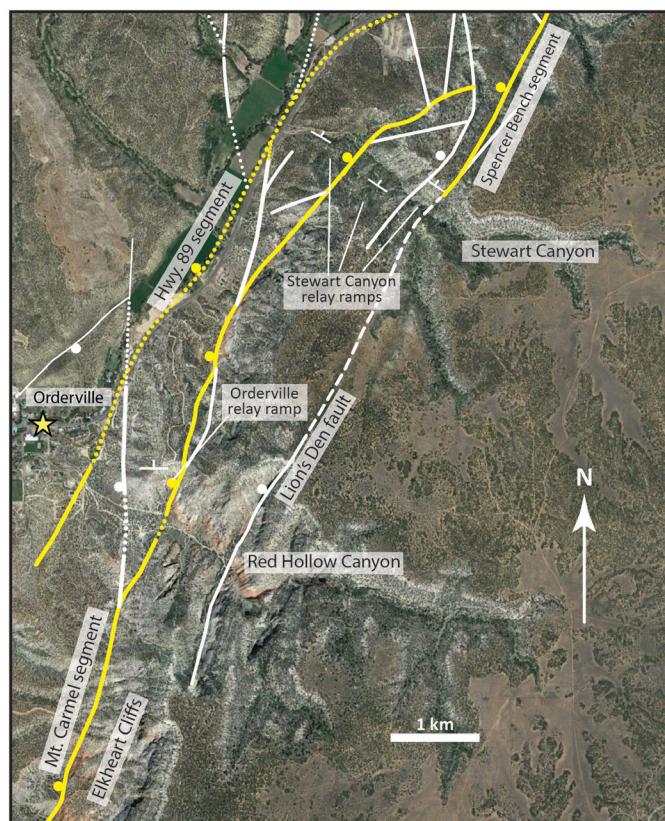 Spencer Bench segment
Hwy. 89 segment
Stewart Canyon
Stewart Canyon
relay ramps
Orderville
Orderville
relay ramp
Lion's Den fault
N
Red Hollow Canyon
Mt. Carmel segment
Elkheart Cliffs
1 km